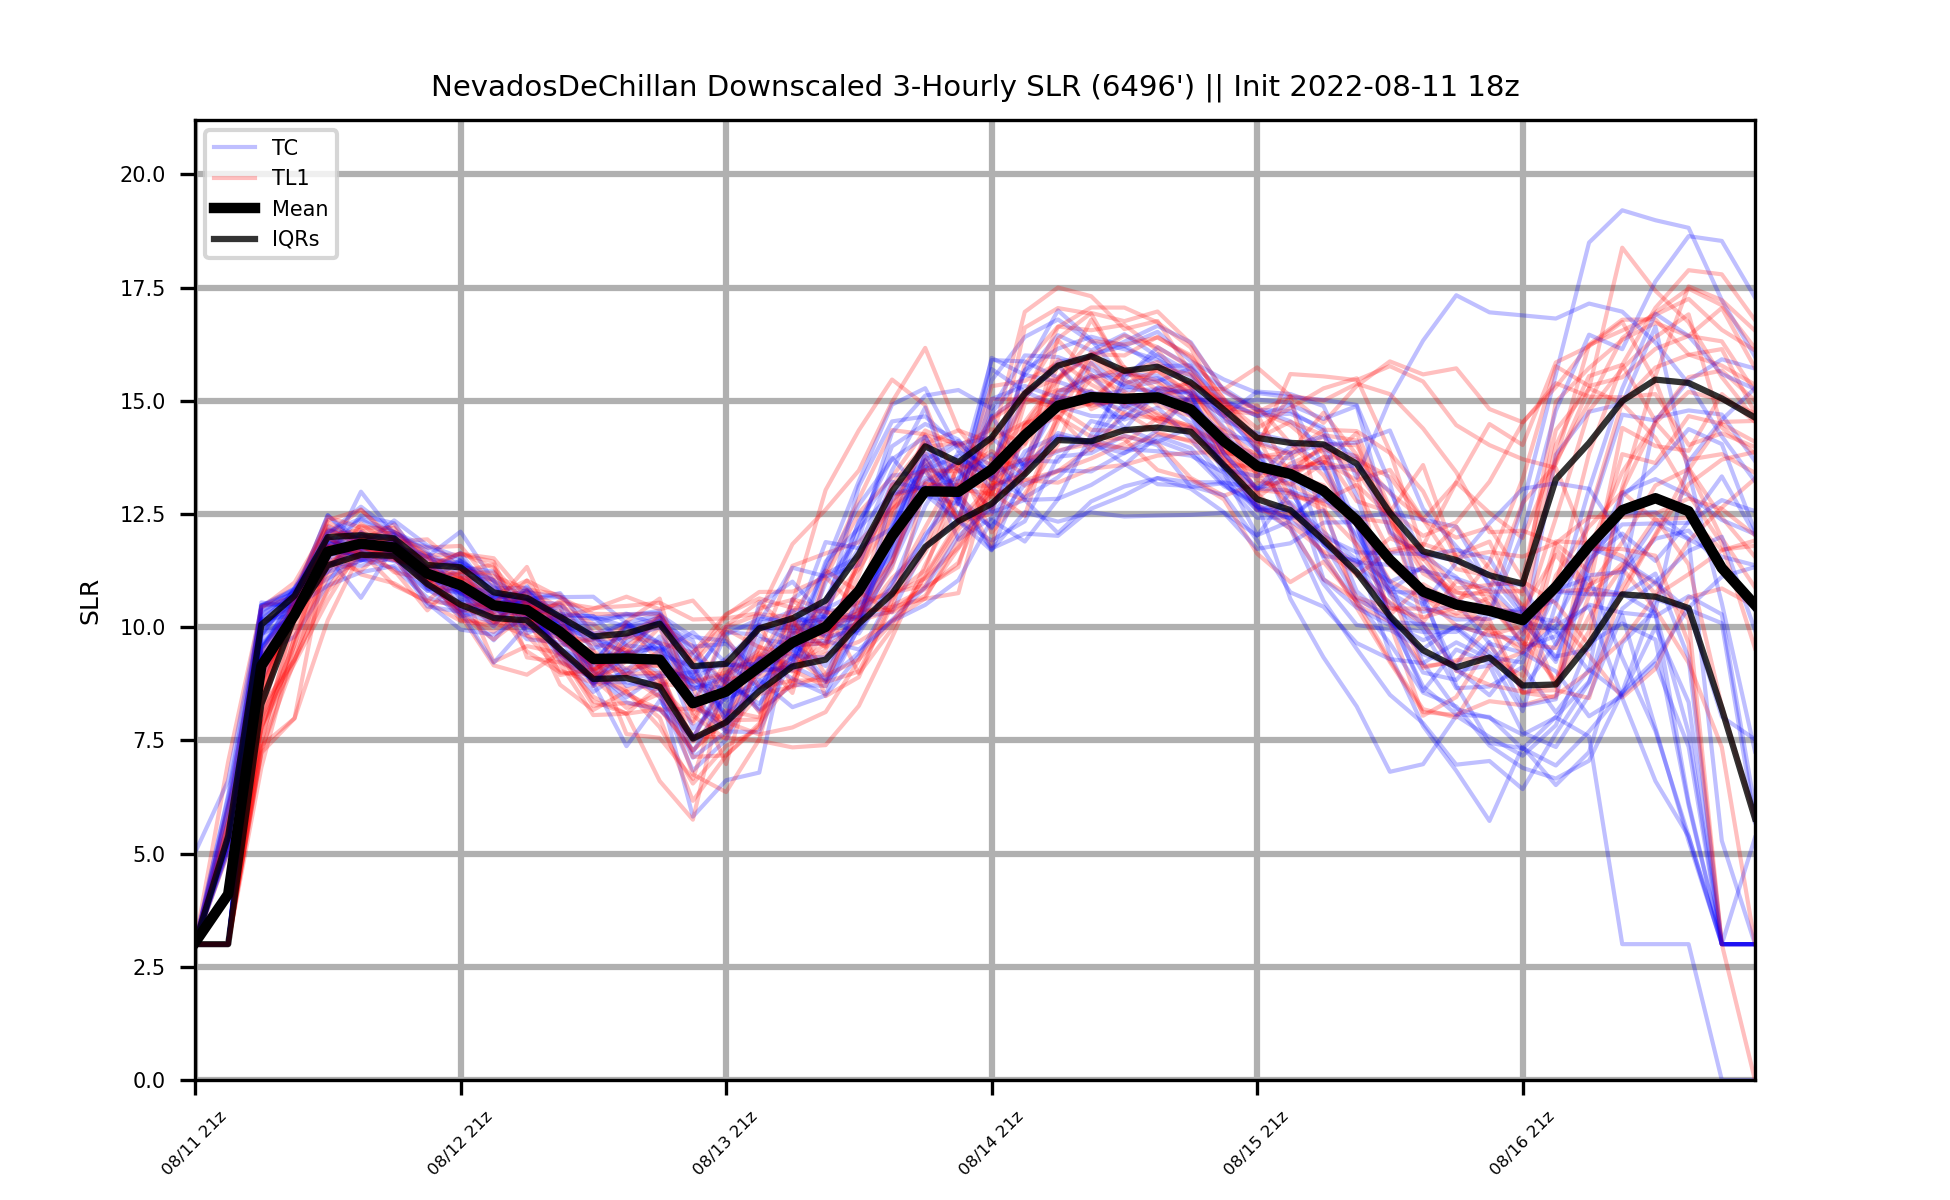 NevadosDeChillan Downscaled 3-Hourly SLR (6496') || Init 2022-08-11 18z
TC
TL1
Mean
IQRs
20.0
17.5
15.0
12.5
10.0
7.5
5.0
2.5
0.0
SLR
08/11 21z
08/12 21z
08/13 21z
08/14 21z
08/15 21z
08/16 21z